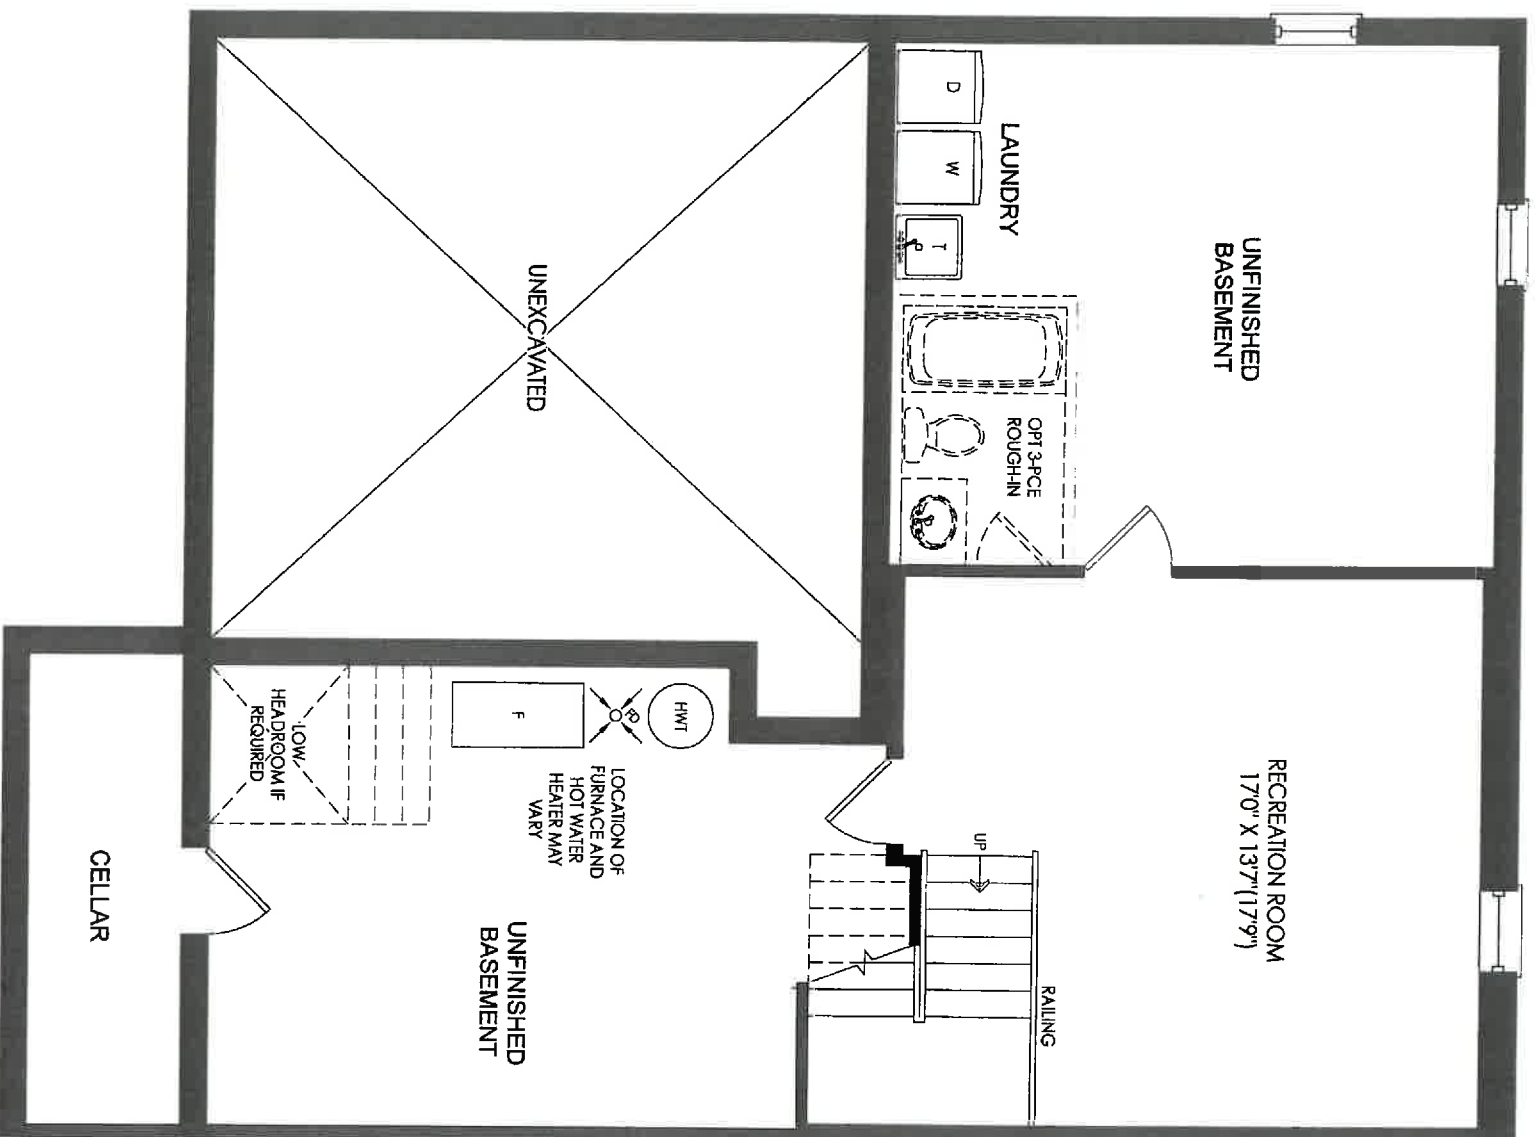 D
W
T
LAUNDRY
UNFINISHED
BASEMENT
OPT 3-PCE
ROUGH-IN
UNEXCAVATED
RECREATION ROOM
17'0" X 13'7"(17'9")
UP
RAILING
HWT
FD
F
LOCATION OF
FURNACE AND
HOT WATER
HEATER MAY
VARY
LOW
HEADROOM IF
REQUIRED
UNFINISHED
BASEMENT
CELLAR